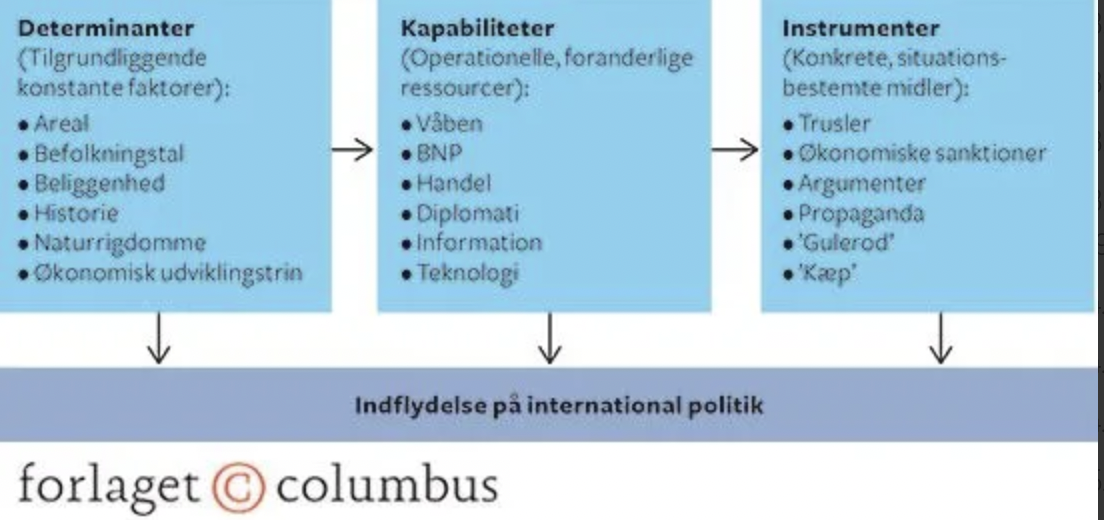 Determinanter
(Tilgrundliggende
konstante faktorer):
• Areal
• Befolkningstal
• Beliggenhed
• Historie
• Naturrigdomme
• Økonomisk udviklingstrin
Kapabiliteter
(Operationelle, foranderlige
ressourcer):
• Våben
• BNP
• Handel
• Diplomati
• Information
• Teknologi
Instrumenter
(Konkrete, situations-
bestemte midler):
• Trusler
• Økonomiske sanktioner
• Argumenter
• Propaganda
• 'Gulerod'
• 'Kæp'
Indflydelse på international politik
forlaget © columbus